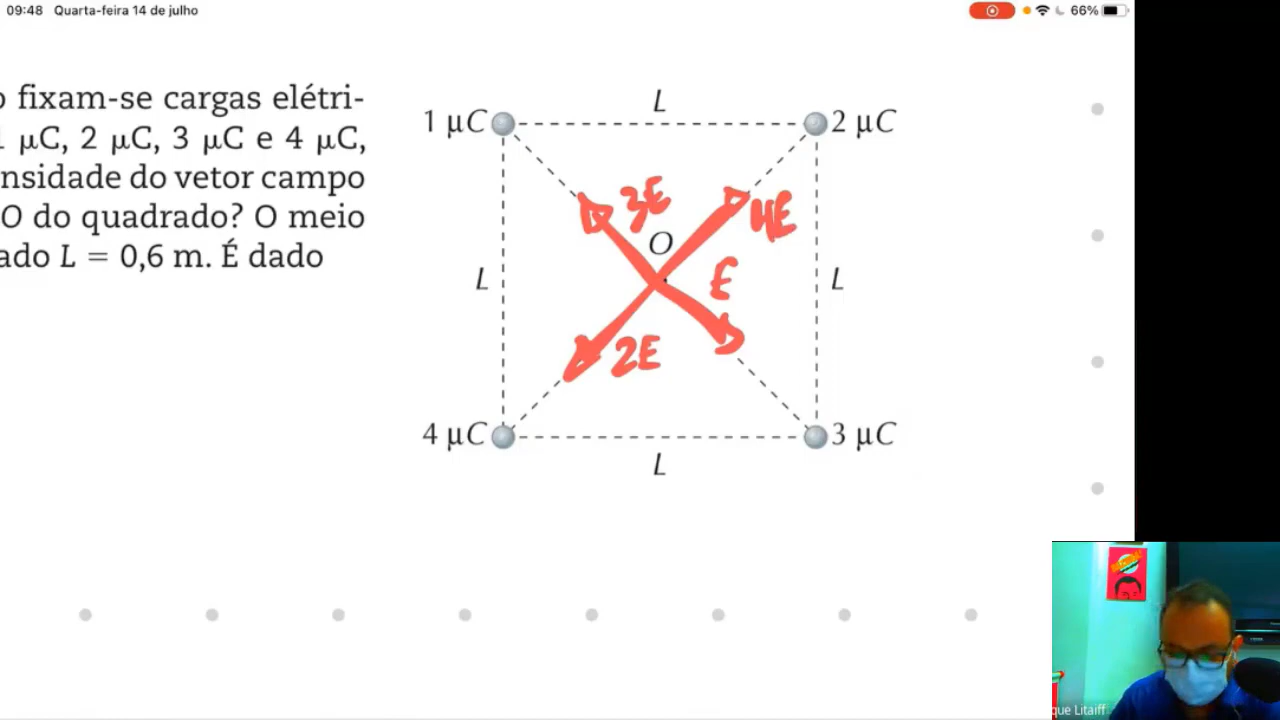 09:48 Quarta-feira 14 de julho
66%
o fixam-se cargas elétri-
1 μC, 2 μC, 3 μC e 4 μC,
nsidade do vetor campo
O do quadrado? O meio
ado L = 0,6 m. É dado
L
1 μC
2 μC
3E
4E
O
E
L
L
2E
4 μC
3 μC
L
que Litaiff